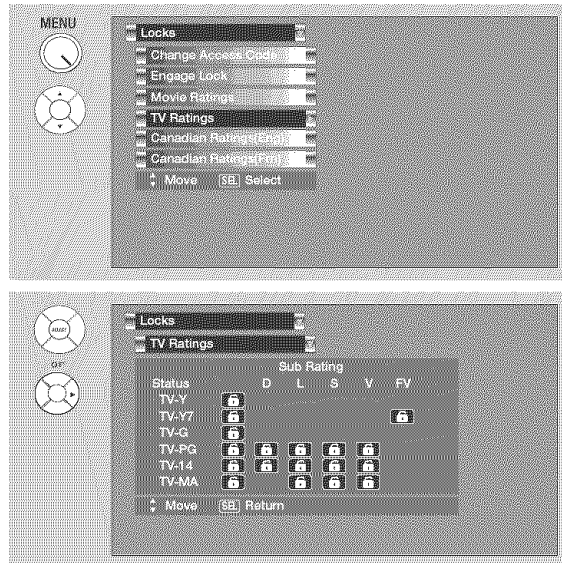 MENU
Locks
Change Access Code
Engage Lock
Movie Ratings
TV Ratings
Canadian Ratings(Eng)
Canadian Ratings(Frn)
Move SEL Select
or
Locks
TV Ratings
Sub Rating
Status D L S V FV
TV-Y
TV-Y7
TV-G
TV-PG
TV-14
TV-MA
Move SEL Return